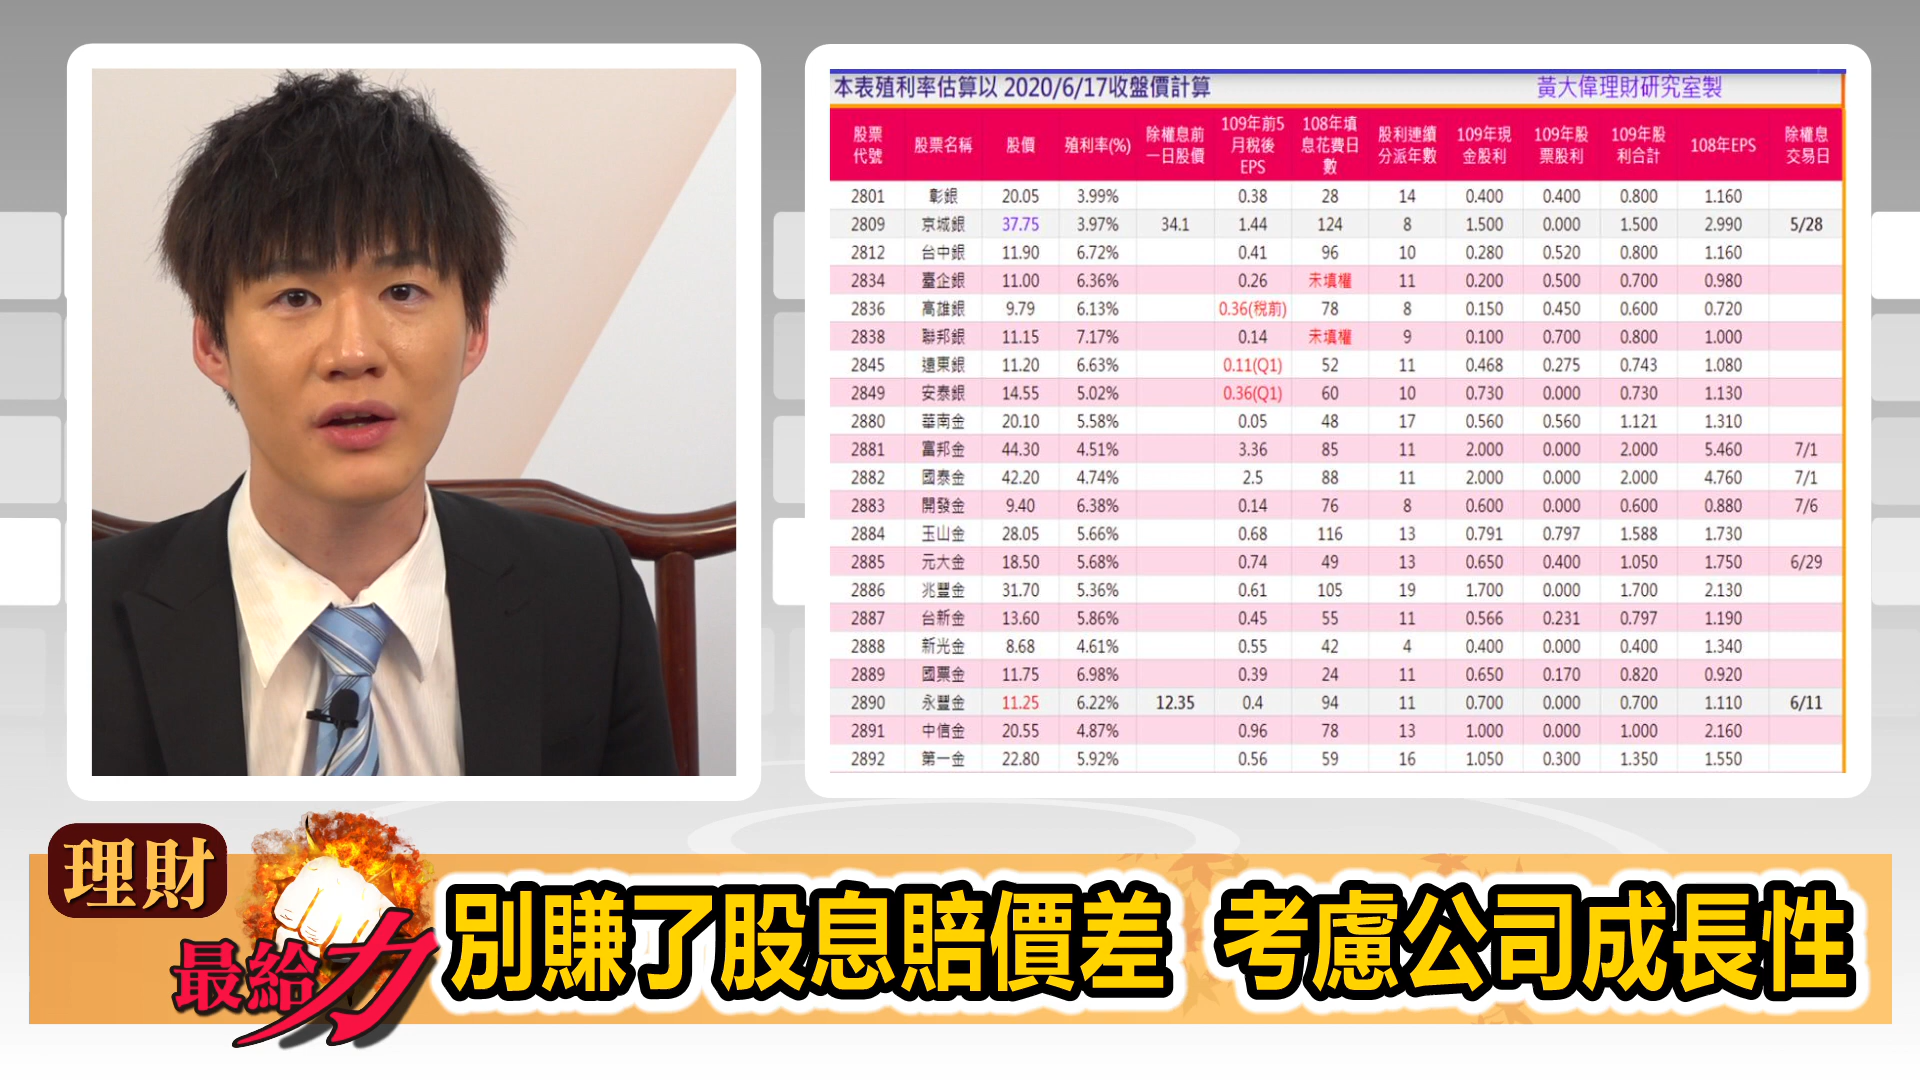 本表殖利率估算以 2020/6/17收盤價計算 黃大偉理財研究室製
股票代號 股票名稱 股價 殖利率(%) 除權息前一日股價 109年前5月稅後EPS 108年填息花費日數 股利連續分派年數 109年現金股利 109年股票股利 109年股利合計 108年EPS 除權息交易日
2801 彰銀 20.05 3.99% 0.38 28 14 0.400 0.400 0.800 1.160
2809 京城銀 37.75 3.97% 34.1 1.44 124 8 1.500 0.000 1.500 2.990 5/28
2812 台中銀 11.90 6.72% 0.41 96 10 0.280 0.520 0.800 1.160
2834 臺企銀 11.00 6.36% 0.26 未填權 11 0.200 0.500 0.700 0.980
2836 高雄銀 9.79 6.13% 0.36(稅前) 78 8 0.150 0.450 0.600 0.720
2838 聯邦銀 11.15 7.17% 0.14 未填權 9 0.100 0.700 0.800 1.000
2845 遠東銀 11.20 6.63% 0.11(Q1) 52 11 0.468 0.275 0.743 1.080
2849 安泰銀 14.55 5.02% 0.36(Q1) 60 10 0.730 0.000 0.730 1.130
2880 華南金 20.10 5.58% 0.05 48 17 0.560 0.560 1.121 1.310
2881 富邦金 44.30 4.51% 3.36 85 11 2.000 0.000 2.000 5.460 7/1
2882 國泰金 42.20 4.74% 2.5 88 11 2.000 0.000 2.000 4.760 7/1
2883 開發金 9.40 6.38% 0.14 76 8 0.600 0.000 0.600 0.880 7/6
2884 玉山金 28.05 5.66% 0.68 116 13 0.791 0.797 1.588 1.730
2885 元大金 18.50 5.68% 0.74 49 13 0.650 0.400 1.050 1.750 6/29
2886 兆豐金 31.70 5.36% 0.61 105 19 1.700 0.000 1.700 2.130
2887 台新金 13.60 5.86% 0.45 55 11 0.566 0.231 0.797 1.190
2888 新光金 8.68 4.61% 0.55 42 4 0.400 0.000 0.400 1.340
2889 國票金 11.75 6.98% 0.39 24 11 0.650 0.170 0.820 0.920
2890 永豐金 11.25 6.22% 12.35 0.4 94 11 0.700 0.000 0.700 1.110 6/11
2891 中信金 20.55 4.87% 0.96 78 13 1.000 0.000 1.000 2.160
2892 第一金 22.80 5.92% 0.56 59 16 1.050 0.300 1.350 1.550
理財
最給力
別賺了股息賠價差 考慮公司成長性